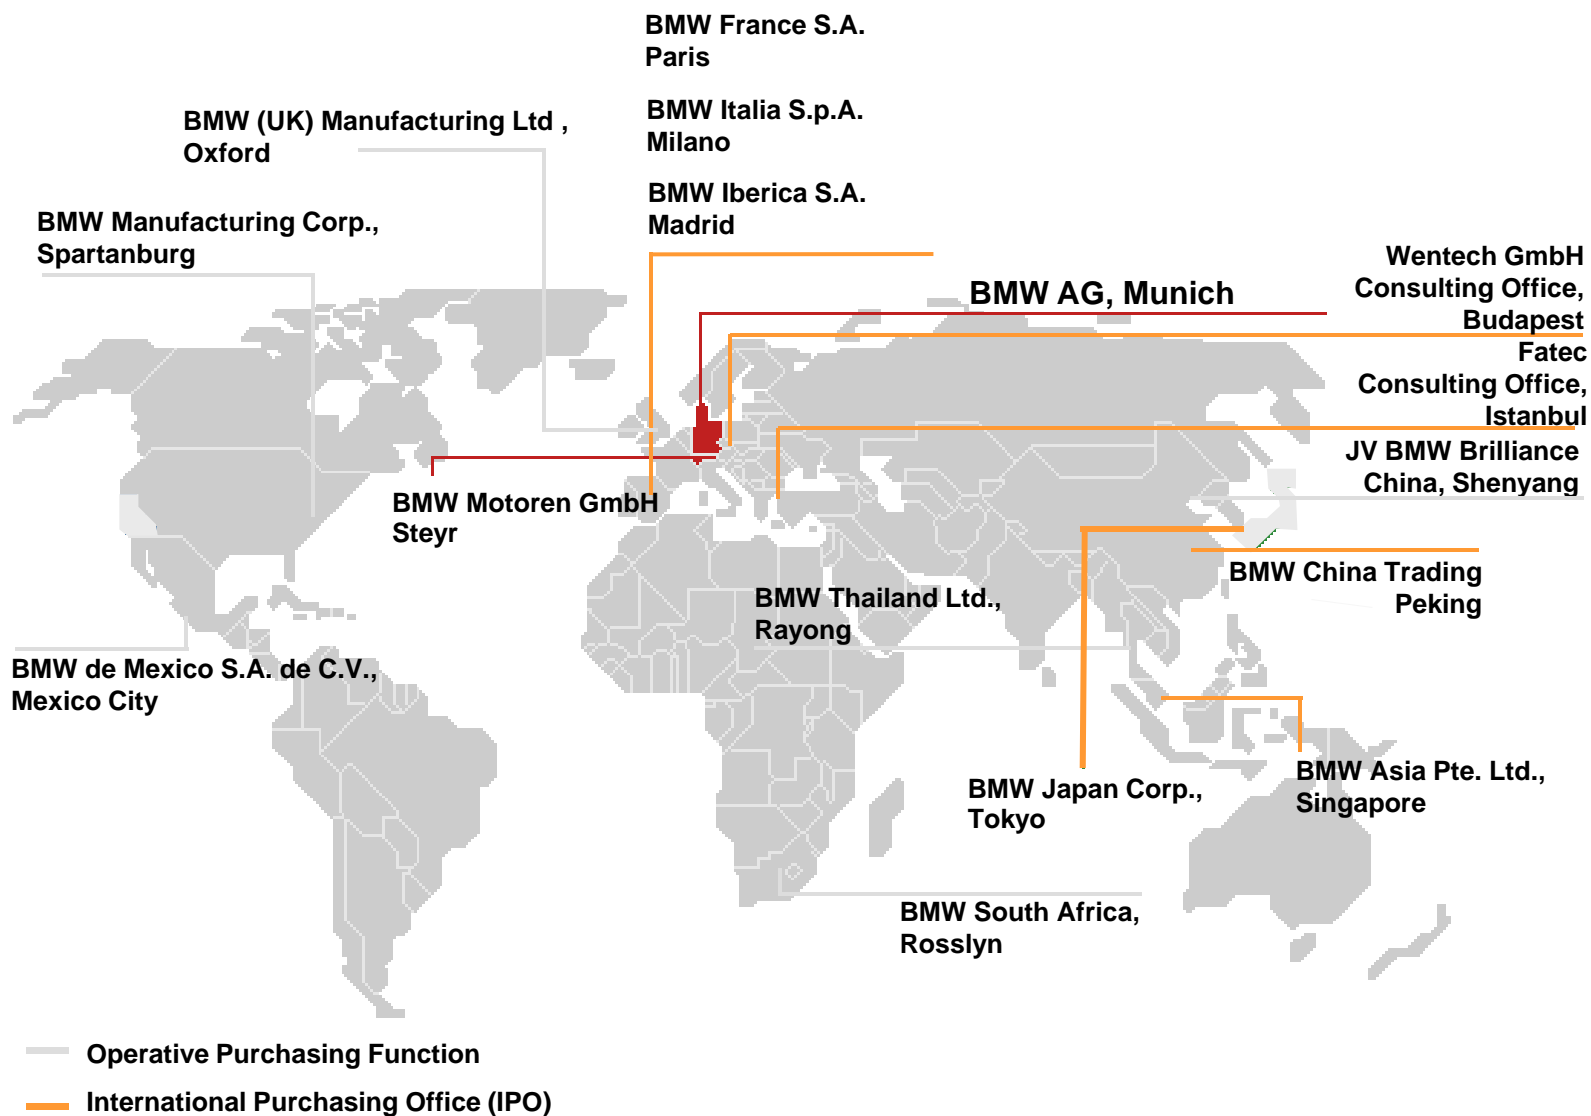 BMW France S.A.
Paris
BMW Italia S.p.A.
Milano
BMW (UK) Manufacturing Ltd ,
Oxford
BMW Iberica S.A.
Madrid
BMW Manufacturing Corp.,
Spartanburg
BMW AG, Munich
Wentech GmbH
Consulting Office,
Budapest
Fatec
Consulting Office,
Istanbul
JV BMW Brilliance
China, Shenyang
BMW Motoren GmbH
Steyr
BMW China Trading
Peking
BMW Thailand Ltd.,
Rayong
BMW de Mexico S.A. de C.V.,
Mexico City
BMW Japan Corp.,
Tokyo
BMW Asia Pte. Ltd.,
Singapore
BMW South Africa,
Rosslyn
Operative Purchasing Function
International Purchasing Office (IPO)